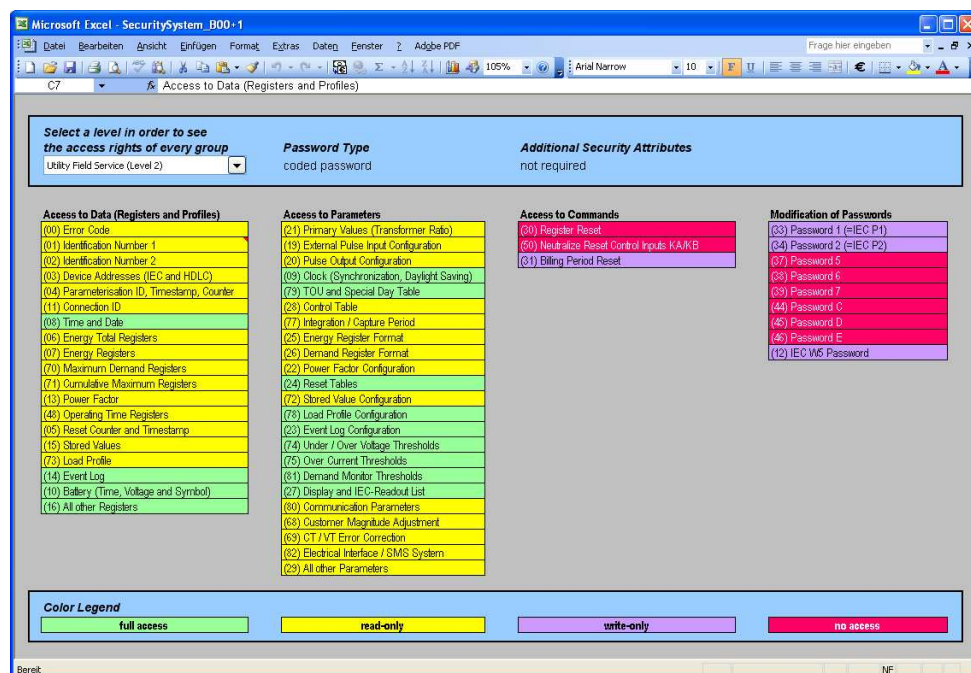 Microsoft Excel - SecuritySystem_B00+1
Datei Bearbeiten Ansicht Einfügen Format Extras Daten Fenster ? Adobe PDF Frage hier eingeben
105% Arial Narrow 10 F U €
C7 fx Access to Data (Registers and Profiles)
Select a level in order to see
the access rights of every group Password Type Additional Security Attributes
Utility Field Service (Level 2) coded password not required
Access to Data (Registers and Profiles)
(00) Error Code
(01) Identification Number 1
(02) Identification Number 2
(03) Device Addresses (IEC and HDLC)
(04) Parameterisation ID, Timestamp, Counter
(11) Connection ID
(08) Time and Date
(06) Energy Total Registers
(07) Energy Registers
(70) Maximum Demand Registers
(71) Cumulative Maximum Registers
(13) Power Factor
(48) Operating Time Registers
(05) Reset Counter and Timestamp
(15) Stored Values
(73) Load Profile
(14) Event Log
(10) Battery (Time, Voltage and Symbol)
(16) All other Registers
Access to Parameters
(21) Primary Values (Transformer Ratio)
(19) External Pulse Input Configuration
(20) Pulse Output Configuration
(09) Clock (Synchronization, Daylight Saving)
(79) TOU and Special Day Table
(28) Control Table
(77) Integration / Capture Period
(25) Energy Register Format
(26) Demand Register Format
(22) Power Factor Configuration
(24) Reset Tables
(72) Stored Value Configuration
(78) Load Profile Configuration
(23) Event Log Configuration
(74) Under / Over Voltage Thresholds
(75) Over Current Thresholds
(81) Demand Monitor Thresholds
(27) Display and IEC-Readout List
(80) Communication Parameters
(68) Customer Magnitude Adjustment
(69) CT / VT Error Correction
(82) Electrical Interface / SMS System
(29) All other Parameters
Access to Commands
(30) Register Reset
(50) Neutralize Reset Control Inputs KA/KB
(31) Billing Period Reset
Modification of Passwords
(33) Password 1 (=IEC P1)
(34) Password 2 (=IEC P2)
(37) Password 5
(38) Password 6
(39) Password 7
(44) Password C
(45) Password D
(46) Password E
(12) IEC W5 Password
Color Legend
full access read-only write-only no access
Bereit NF